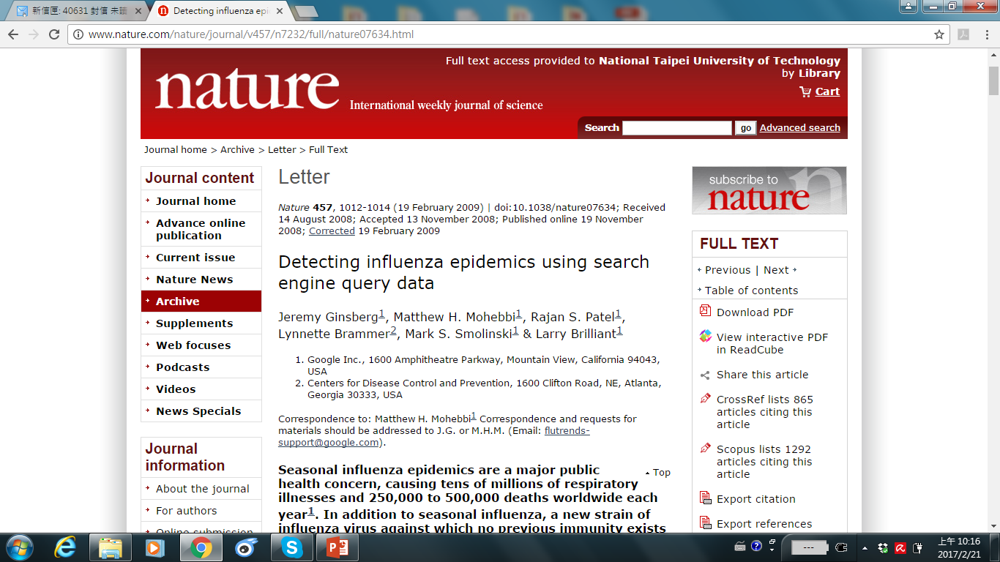 新信匣: 40631 封信 未讀
Detecting influenza epi
www.nature.com/nature/journal/v457/n7232/full/nature07634.html
Full text access provided to National Taipei University of Technology
by Library
Cart
nature
International weekly journal of science
Search
go
Advanced search
Journal home > Archive > Letter > Full Text
Journal content
Journal home
Advance online
publication
Current issue
Nature News
Archive
Supplements
Web focuses
Podcasts
Videos
News Specials
Journal
information
About the journal
For authors
Online submission
Letter
Nature 457, 1012-1014 (19 February 2009) | doi:10.1038/nature07634; Received
14 August 2008; Accepted 13 November 2008; Published online 19 November
2008; Corrected 19 February 2009
Detecting influenza epidemics using search
engine query data
Jeremy Ginsberg1, Matthew H. Mohebbi1, Rajan S. Patel1,
Lynnette Brammer2, Mark S. Smolinski1 & Larry Brilliant1
1. Google Inc., 1600 Amphitheatre Parkway, Mountain View, California 94043,
USA
2. Centers for Disease Control and Prevention, 1600 Clifton Road, NE, Atlanta,
Georgia 30333, USA
Correspondence to: Matthew H. Mohebbi1 Correspondence and requests for
materials should be addressed to J.G. or M.H.M. (Email: flutrends-
support@google.com).
Top
Seasonal influenza epidemics are a major public
health concern, causing tens of millions of respiratory
illnesses and 250,000 to 500,000 deaths worldwide each
year1. In addition to seasonal influenza, a new strain of
influenza virus against which no previous immunity exists
subscribe to
nature
FULL TEXT
Previous | Next
Table of contents
Download PDF
View interactive PDF
in ReadCube
Share this article
CrossRef lists 865
articles citing this
article
Scopus lists 1292
articles citing this
article
Export citation
Export references
---
上午 10:16
2017/2/21